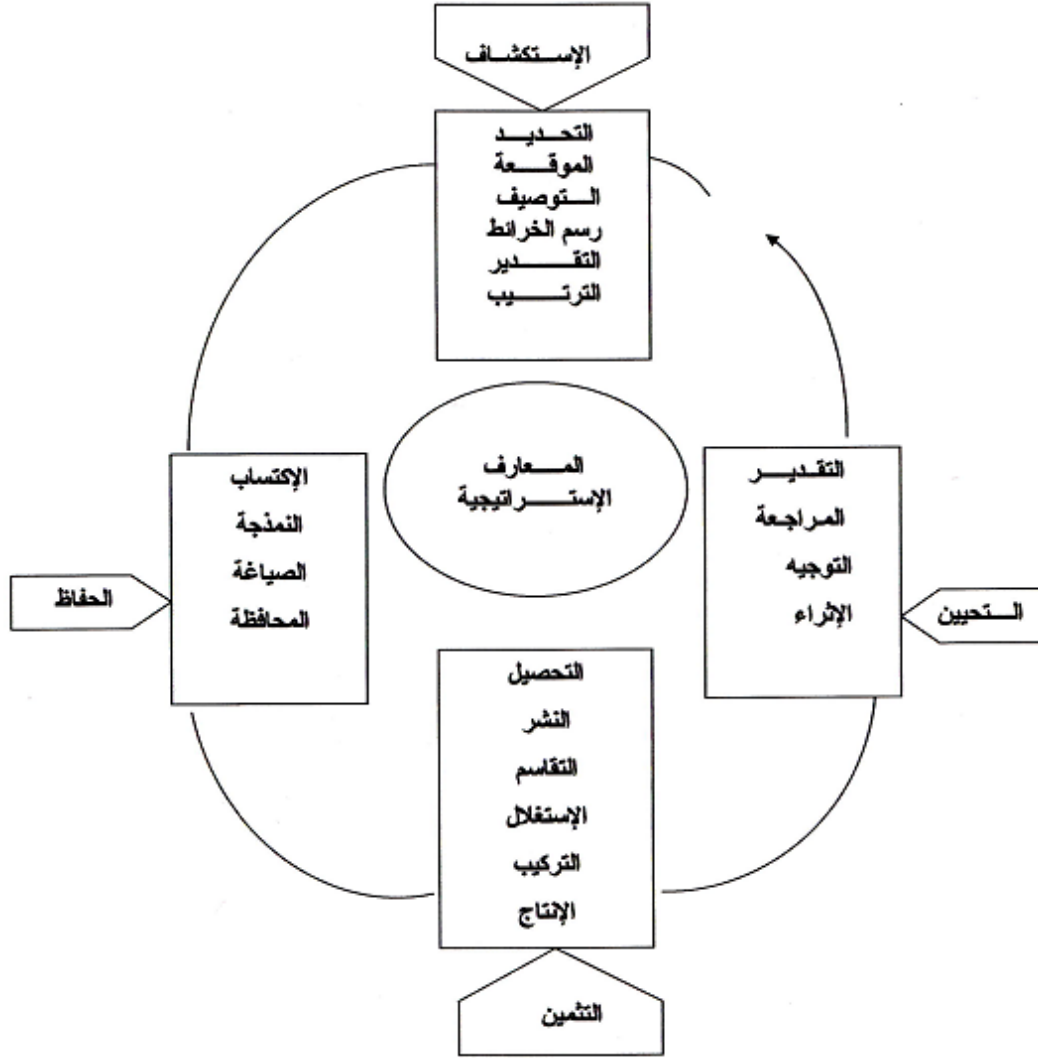 الإستكشاف
التحديد
الموقعة
التوصيف
رسم الخرائط
التقدير
الترتيب
المعارف
الإستراتيجية
التقدير
المراجعة
التوجيه
الإثراء
التحيين
الإكتساب
النمذجة
الصياغة
المحافظة
الحفاظ
التحصيل
النشر
التقاسم
الإستغلال
التركيب
الإنتاج
التثمين